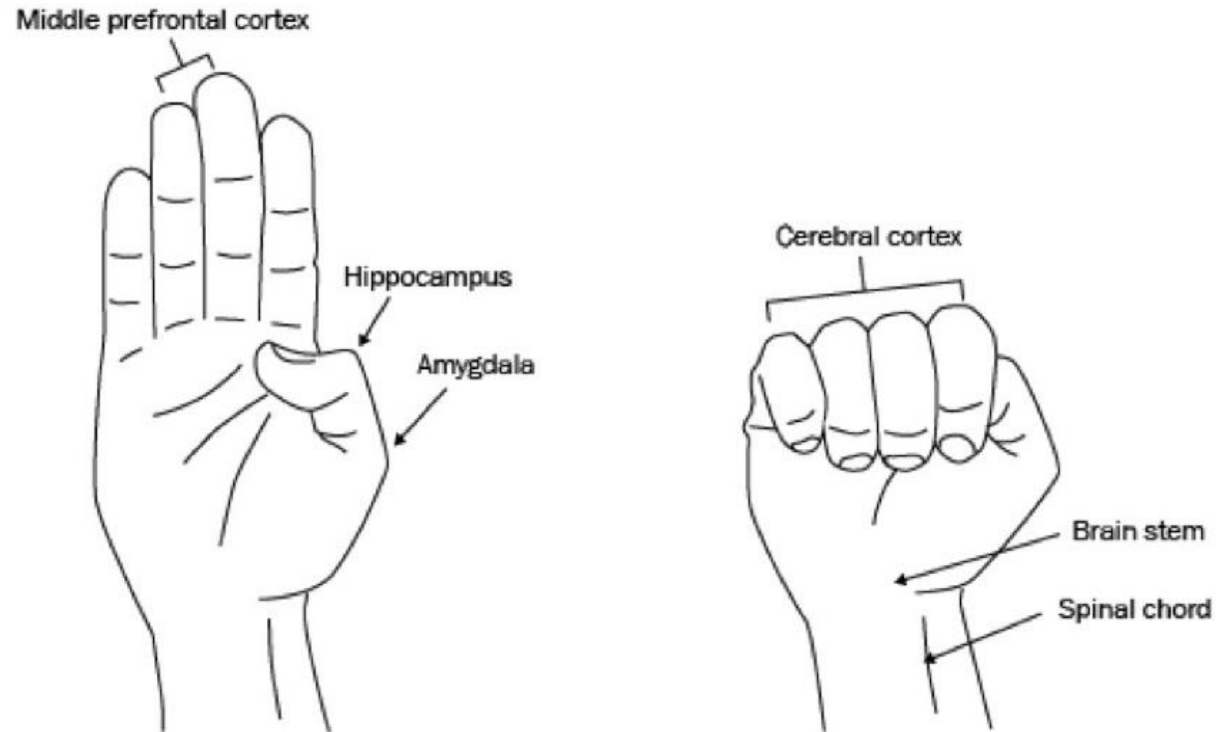 Middle prefrontal cortex
Hippocampus
Amygdala
Cerebral cortex
Brain stem
Spinal chord